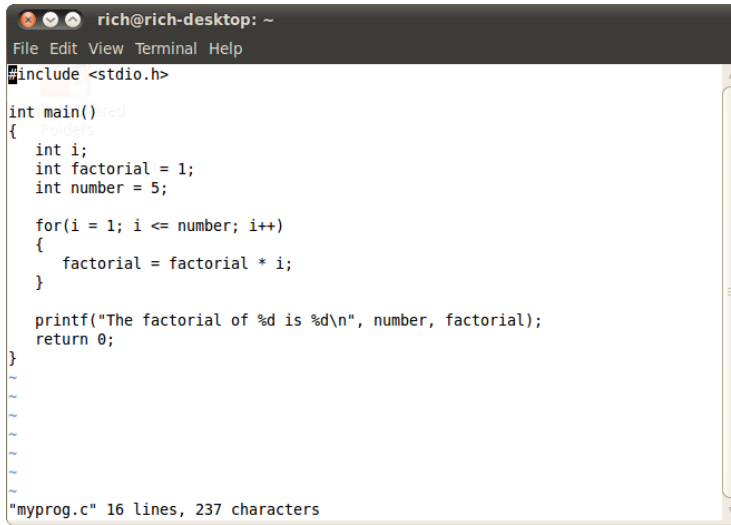 rich@rich-desktop: ~
File Edit View Terminal Help
#include <stdio.h>

int main()
{
   int i;
   int factorial = 1;
   int number = 5;

   for(i = 1; i <= number; i++)
   {
      factorial = factorial * i;
   }

   printf("The factorial of %d is %d\n", number, factorial);
   return 0;
}
~
~
~
~
~
~
~
"myprog.c" 16 lines, 237 characters